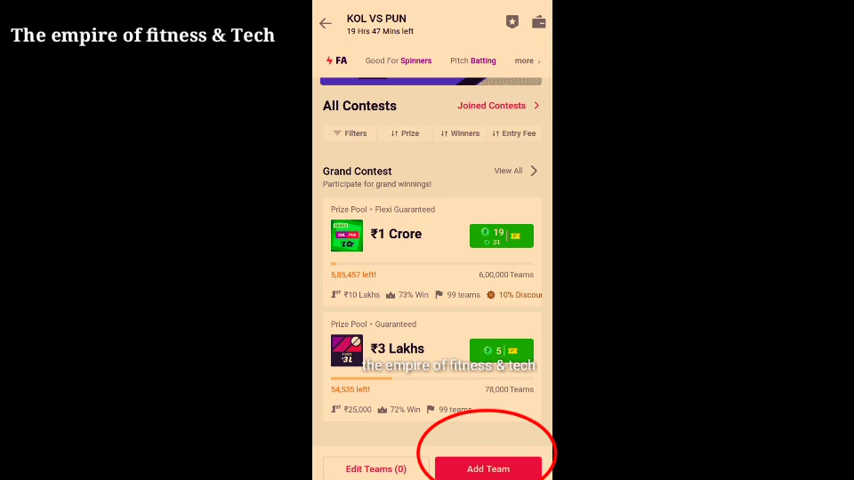 The empire of fitness & Tech
KOL VS PUN
19 Hrs 47 Mins left
FA Good For Spinners Pitch Batting more
All Contests Joined Contests
Filters Prize Winners Entry Fee
Grand Contest View All
Participate for grand winnings!
Prize Pool • Flexi Guaranteed
₹1 Crore 19
21
5,85,457 left! 6,00,000 Teams
1ST ₹10 Lakhs 73% Win 99 teams 10% Discou
Prize Pool • Guaranteed
₹3 Lakhs 5
the empire of fitness & tech
54,535 left! 78,000 Teams
1ST ₹25,000 72% Win 99 teams
Edit Teams (0) Add Team